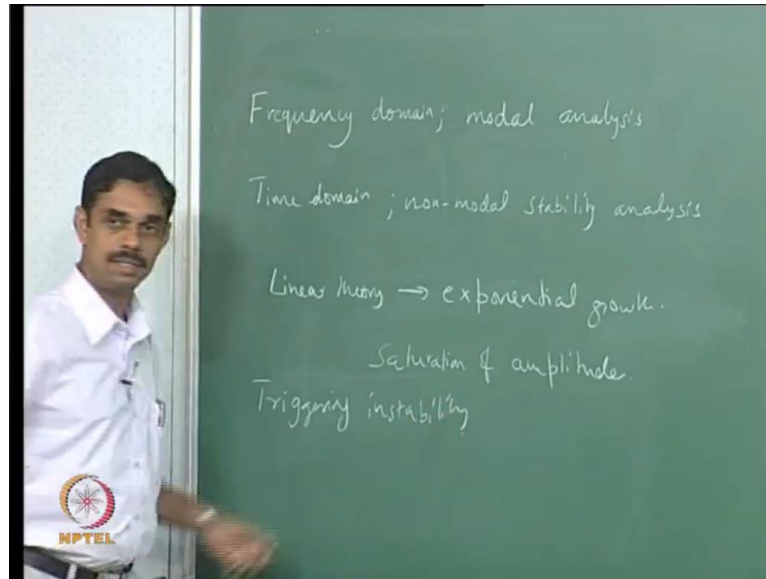 Frequency domain; modal analysis
Time domain ; non-modal stability analysis
Linear theory → exponential growth.
Saturation of amplitude.
Triggering instability
NPTEL